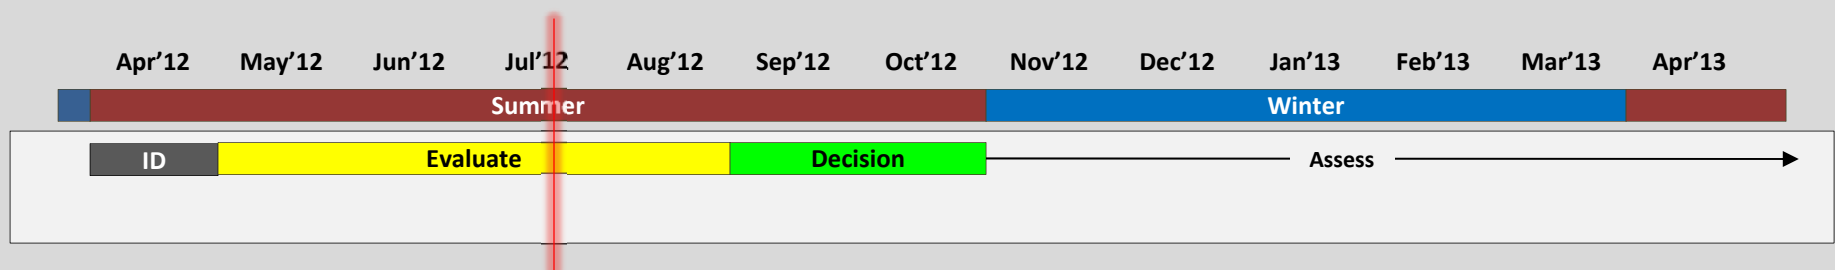 Apr’12 May’12 Jun’12 Jul’12 Aug’12 Sep’12 Oct’12 Nov’12 Dec’12 Jan’13 Feb’13 Mar’13 Apr’13
Summer Winter
ID Evaluate Decision Assess